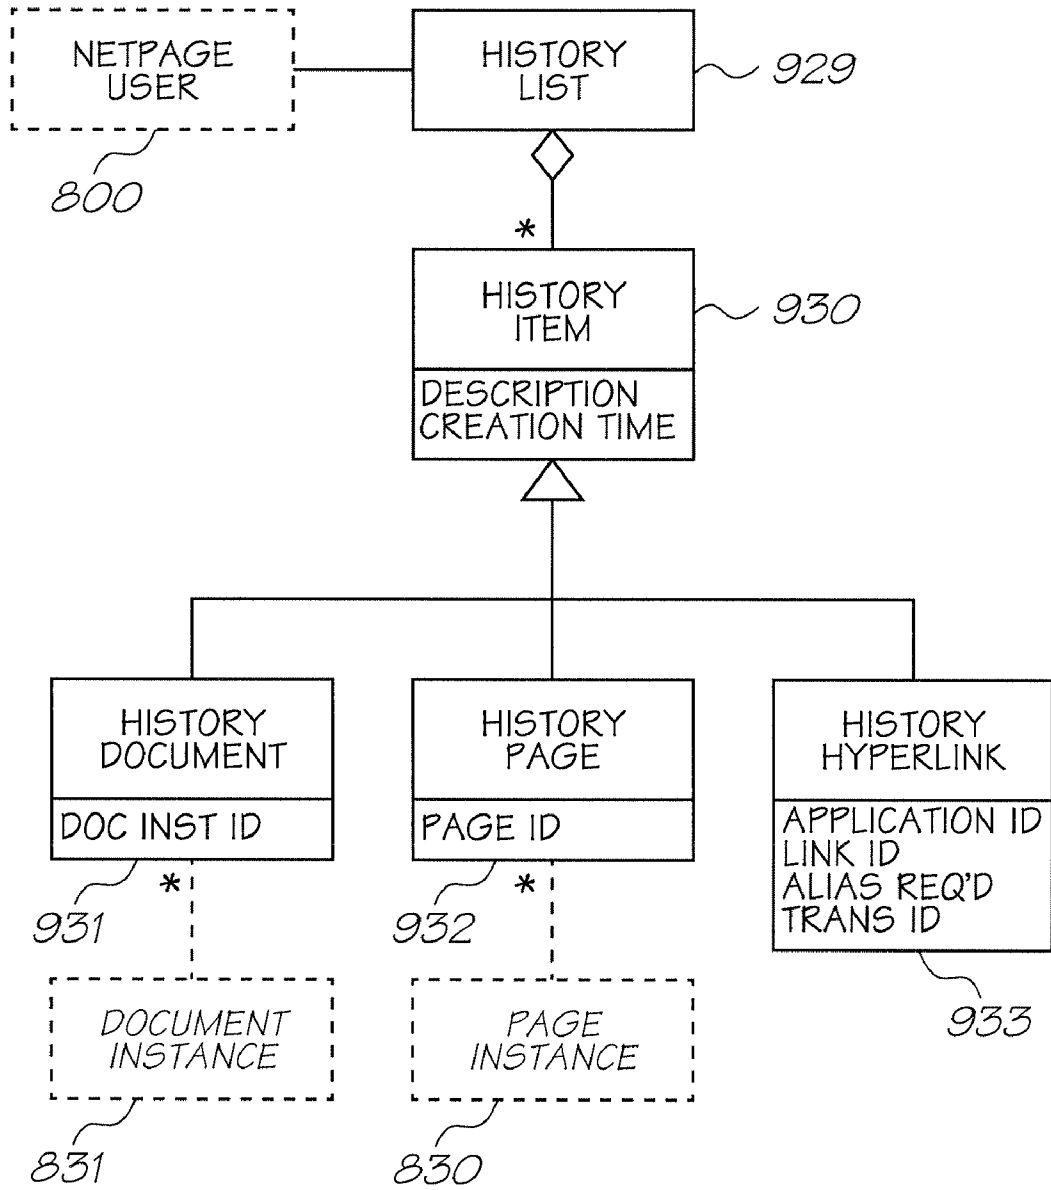 NETPAGE
USER
800
HISTORY
LIST
929
*
HISTORY
ITEM
930
DESCRIPTION
CREATION TIME
HISTORY
DOCUMENT
DOC INST ID
931
*
HISTORY
PAGE
PAGE ID
932
*
HISTORY
HYPERLINK
APPLICATION ID
LINK ID
ALIAS REQ'D
TRANS ID
933
DOCUMENT
INSTANCE
831
PAGE
INSTANCE
830